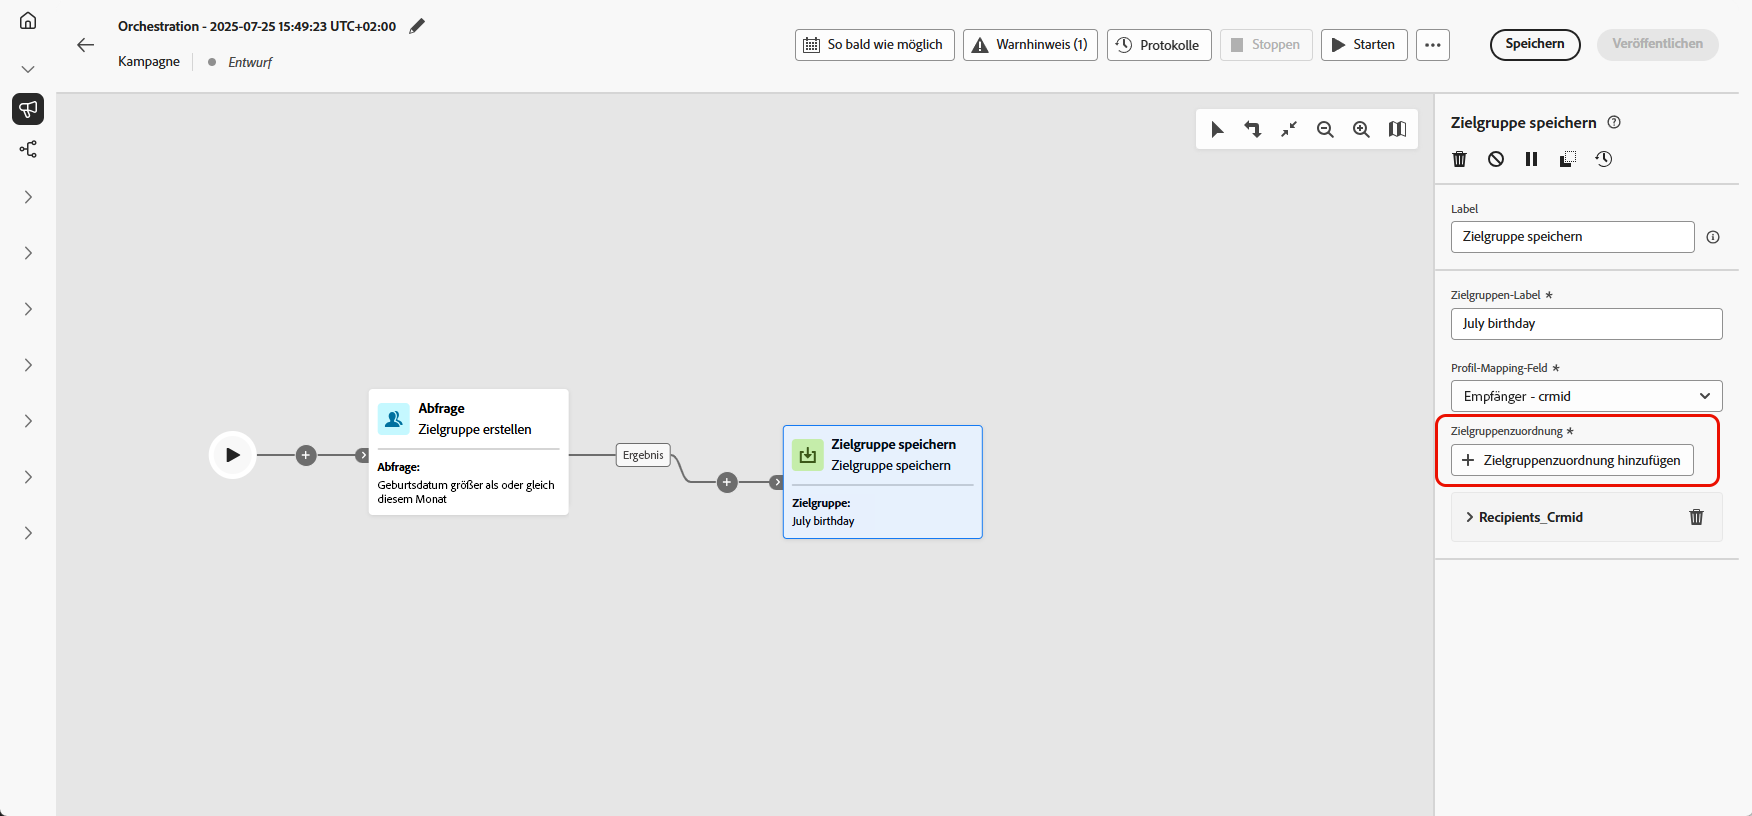 Orchestration - 2025-07-25 15:49:23 UTC+02:00
Kampagne
Entwurf
So bald wie möglich
Warnhinweis (1)
Protokolle
Stoppen
Starten
Speichern
Veröffentlichen
Abfrage
Zielgruppe erstellen
Abfrage:
Geburtsdatum größer als oder gleich
diesem Monat
Ergebnis
Zielgruppe speichern
Zielgruppe speichern
Zielgruppe:
July birthday
Zielgruppe speichern
Label
Zielgruppe speichern
Zielgruppen-Label *
July birthday
Profil-Mapping-Feld *
Empfänger - crmid
Zielgruppenzuordnung *
Zielgruppenzuordnung hinzufügen
Recipients_Crmid